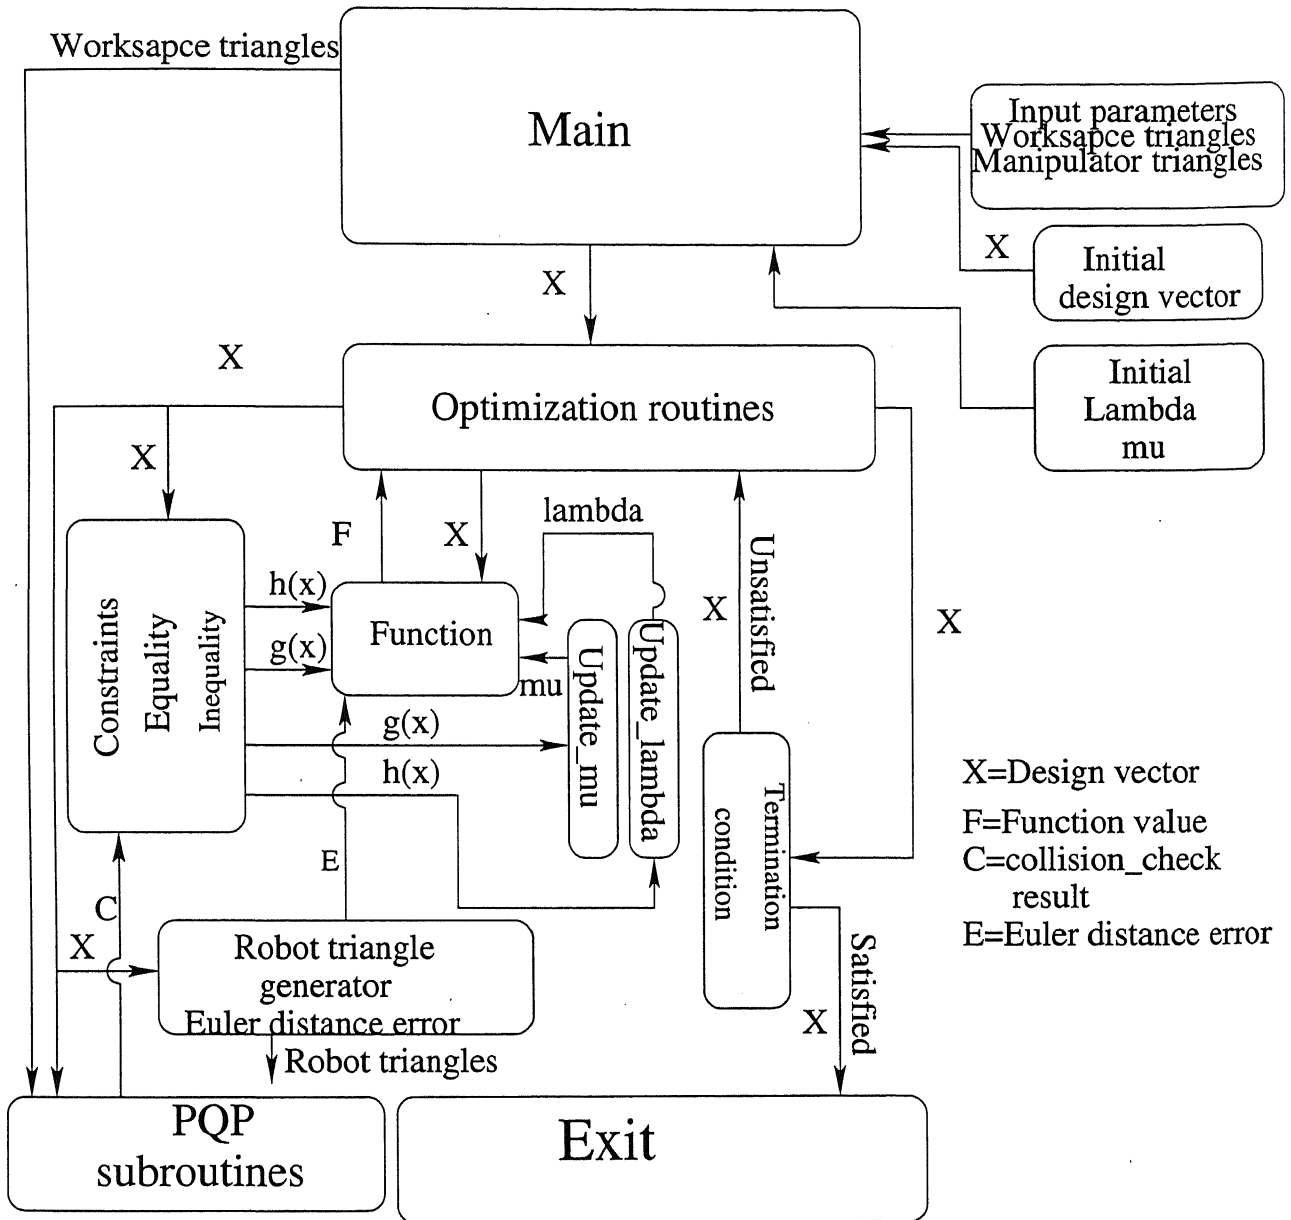 Worksapce triangles
Main
Input parameters
Worksapce triangles
Manipulator triangles
X
Initial
design vector
X
Initial
Lambda
mu
X
Optimization routines
X
F
X
lambda
Unsatisfied
X
X
Constraints
Equality
Inequality
h(x)
g(x)
Function
mu
Update_mu
Update_lambda
g(x)
h(x)
Termination
condition
X=Design vector
F=Function value
C=collision_check
result
E=Euler distance error
E
C
X
Robot triangle
generator
Euler distance error
Robot triangles
Satisfied
X
PQP
subroutines
Exit